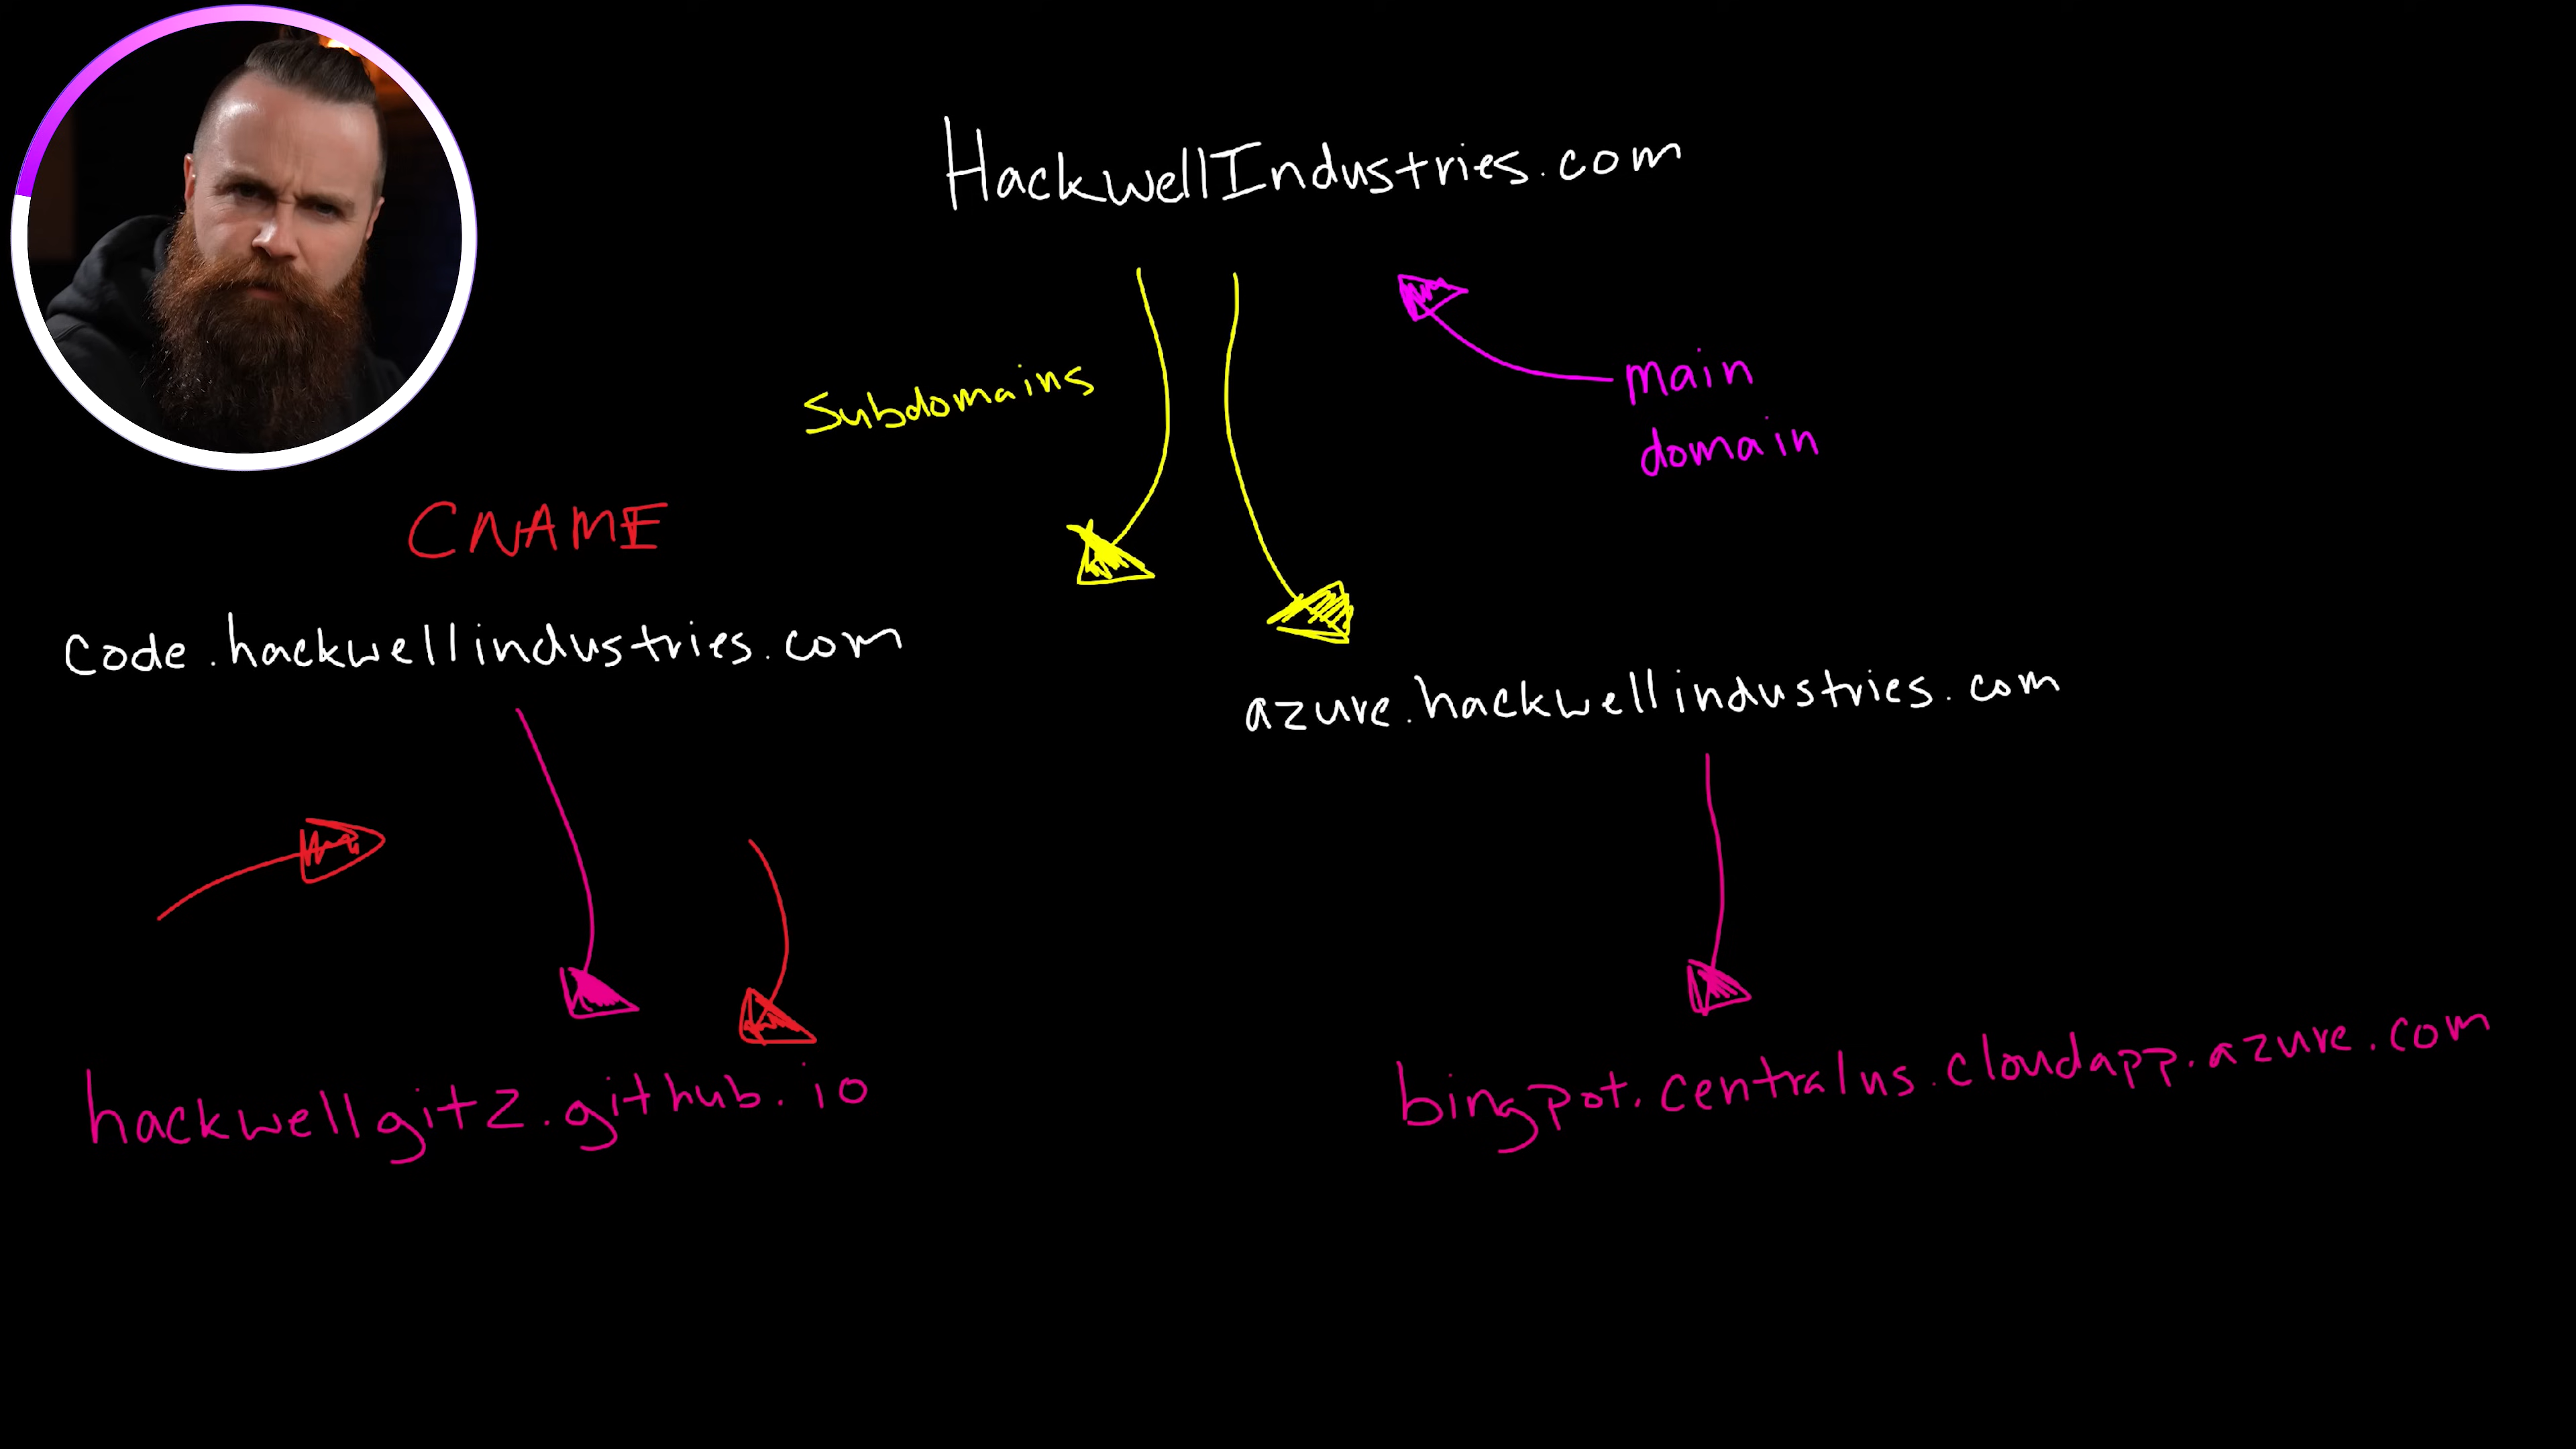 HackwellIndustries.com
Subdomains
main
domain
CNAME
code.hackwellindustries.com
azure.hackwellindustries.com
hackwellgitz.github.io
bingpot.centralus.cloudapp.azure.com